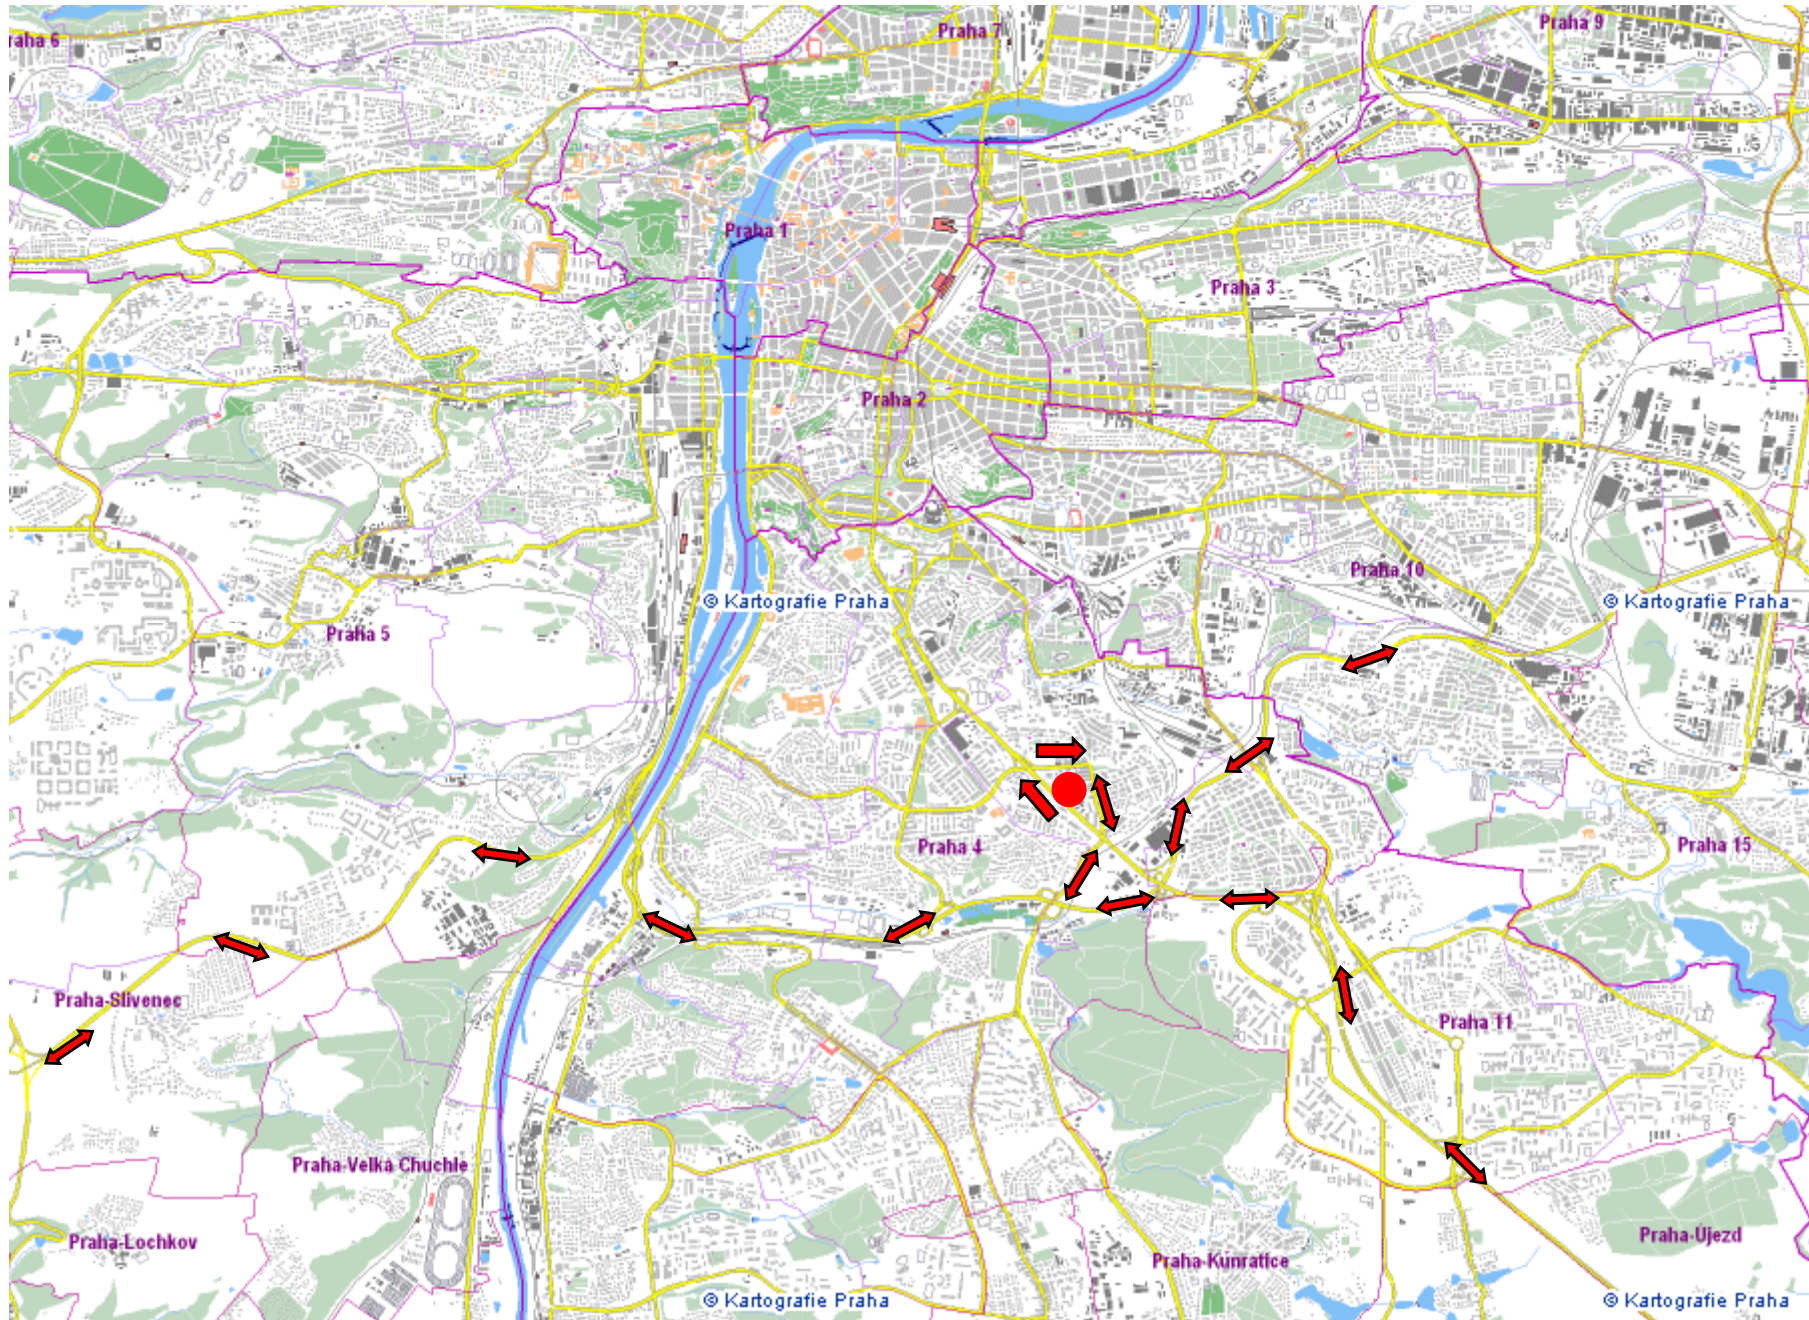 Praha 7
Praha 9
raha 6
Praha 1
Praha 3
Praha 2
Praha 10
© Kartografie Praha
© Kartografie Praha
Praha 5
Praha 4
Praha 15
Praha-Slivenec
Praha 11
Praha-Velká Chuchle
Praha-Újezd
Praha-Lochkov
Praha-Kunratice
© Kartografie Praha
© Kartografie Praha